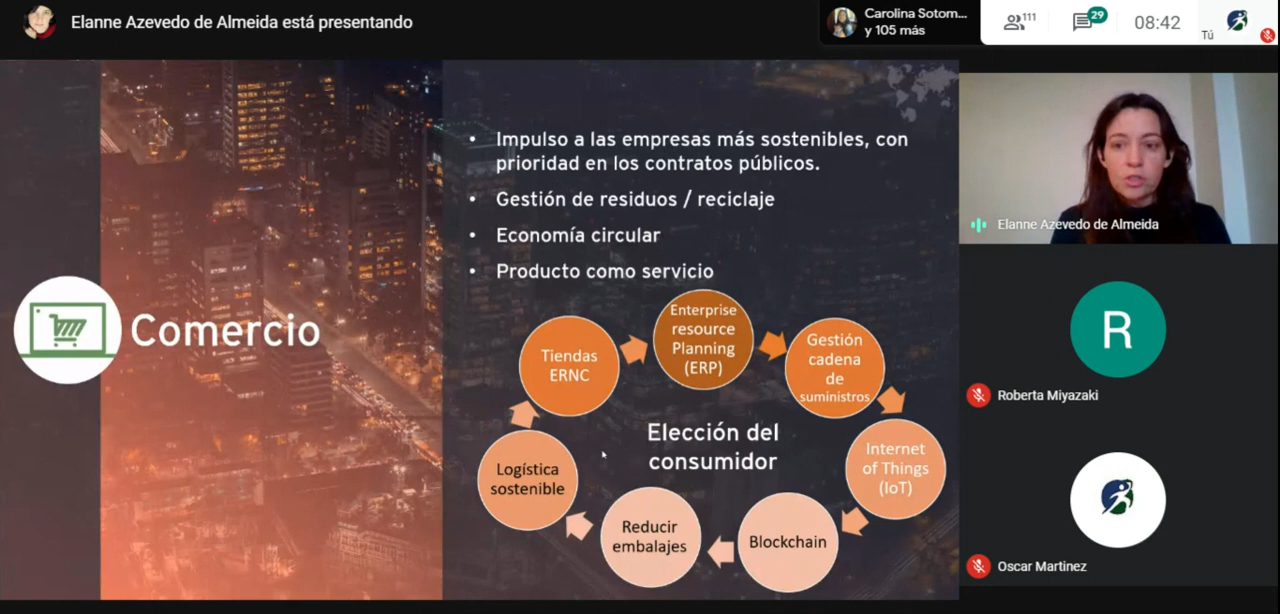 Elanne Azevedo de Almeida está presentando
Carolina Sotom...
y 105 más
111
29
08:42
Tú
• Impulso a las empresas más sostenibles, con
prioridad en los contratos públicos.
• Gestión de residuos / reciclaje
• Economía circular
• Producto como servicio
Comercio
Enterprise
resource
Planning
(ERP)
Gestión
cadena
de
suministros
Internet
of Things
(IoT)
Blockchain
Reducir
embalajes
Logística
sostenible
Tiendas
ERNC
Elección del
consumidor
Elanne Azevedo de Almeida
R
Roberta Miyazaki
Oscar Martinez